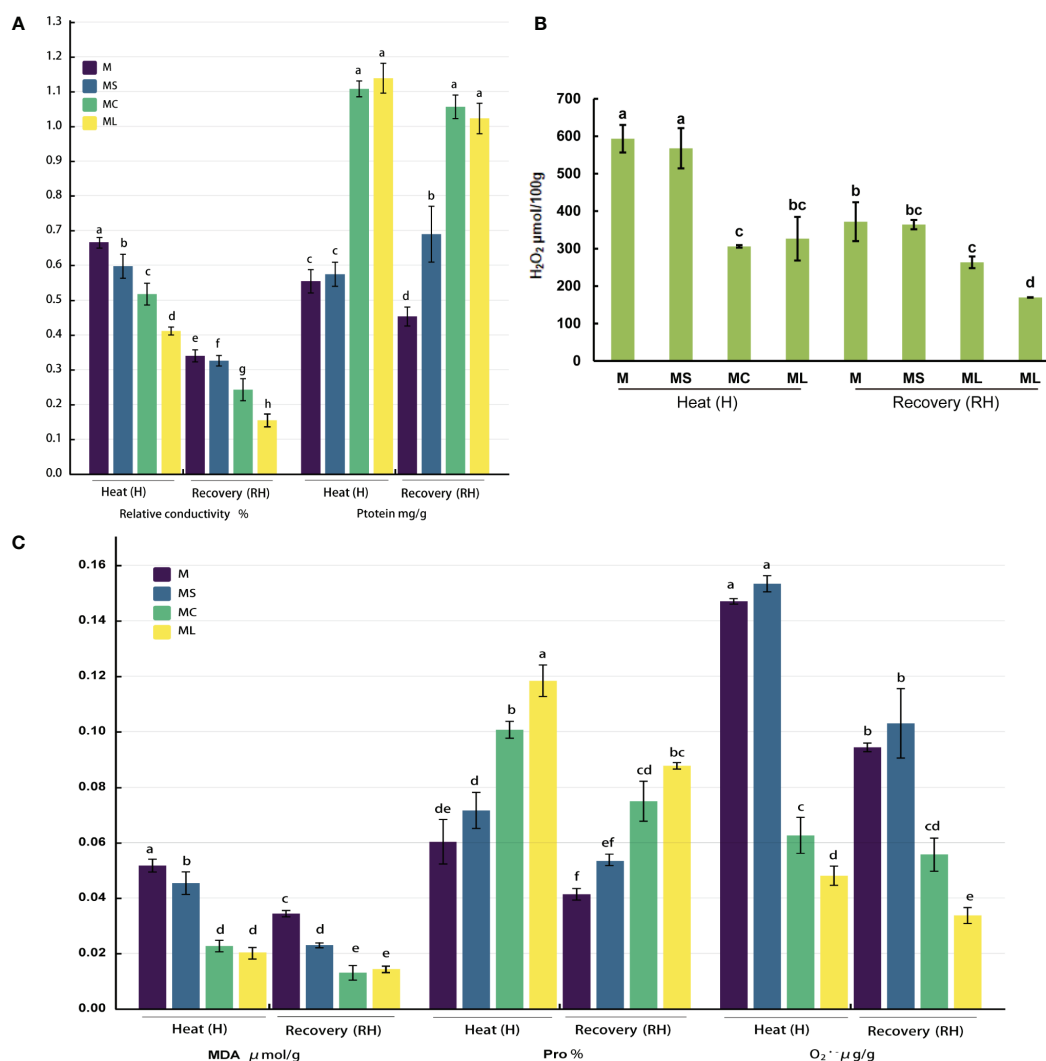 A
1.3
1.2
1.1
1.0
0.9
0.8
0.7
0.6
0.5
0.4
0.3
0.2
0.1
0.0
M
MS
MC
ML
a b c d e f g h c c a a d b a a
Heat (H) Recovery (RH) Heat (H) Recovery (RH)
Relative conductivity % Ptotein mg/g
B
H₂O₂ μmol/100g
700
600
500
400
300
200
100
0
a a c bc b bc c d
M MS MC ML M MS ML ML
Heat (H) Recovery (RH)
C
0.16
0.14
0.12
0.10
0.08
0.06
0.04
0.02
0.00
M
MS
MC
ML
a b d d c d e e de d b a f ef cd bc a a c d b b cd e
Heat (H) Recovery (RH) Heat (H) Recovery (RH) Heat (H) Recovery (RH)
MDA μmol/g Pro % O₂˙⁻ μg/g